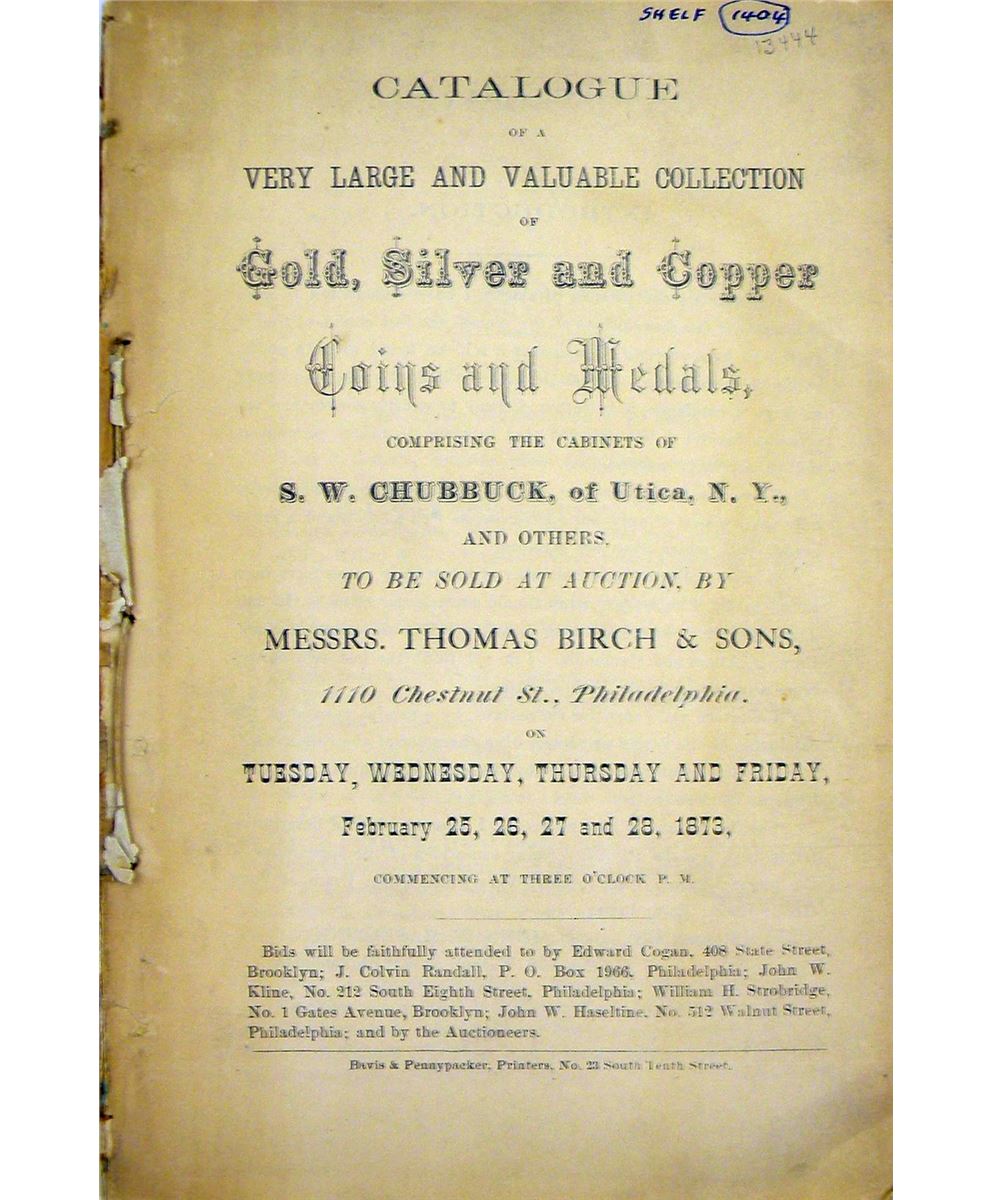 SHELF 1404
13444
CATALOGUE
OF A
VERY LARGE AND VALUABLE COLLECTION
OF
Gold, Silver and Copper
Coins and Medals,
COMPRISING THE CABINETS OF
S. W. CHUBBUCK, of Utica, N. Y.,
AND OTHERS.
TO BE SOLD AT AUCTION, BY
MESSRS. THOMAS BIRCH & SONS,
1110 Chestnut St., Philadelphia.
ON
TUESDAY, WEDNESDAY, THURSDAY AND FRIDAY,
February 25, 26, 27 and 28, 1873,
COMMENCING AT THREE O'CLOCK P. M.
Bids will be faithfully attended to by Edward Cogan, 408 State Street,
Brooklyn; J. Colvin Randall, P. O. Box 1966, Philadelphia; John W.
Kline, No. 212 South Eighth Street, Philadelphia; William H. Strobridge,
No. 1 Gates Avenue, Brooklyn; John W. Haseltine, No. 512 Walnut Street,
Philadelphia; and by the Auctioneers.
Bavis & Pennypacker, Printers, No. 23 South Tenth Street.